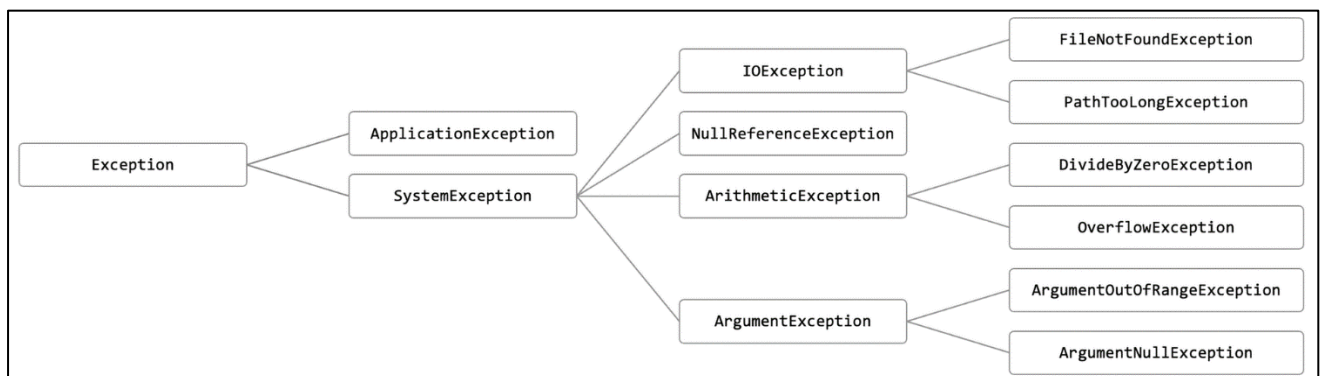 Exception
ApplicationException
SystemException
IOException
NullReferenceException
ArithmeticException
ArgumentException
FileNotFoundException
PathTooLongException
DivideByZeroException
OverflowException
ArgumentOutOfRangeException
ArgumentNullException